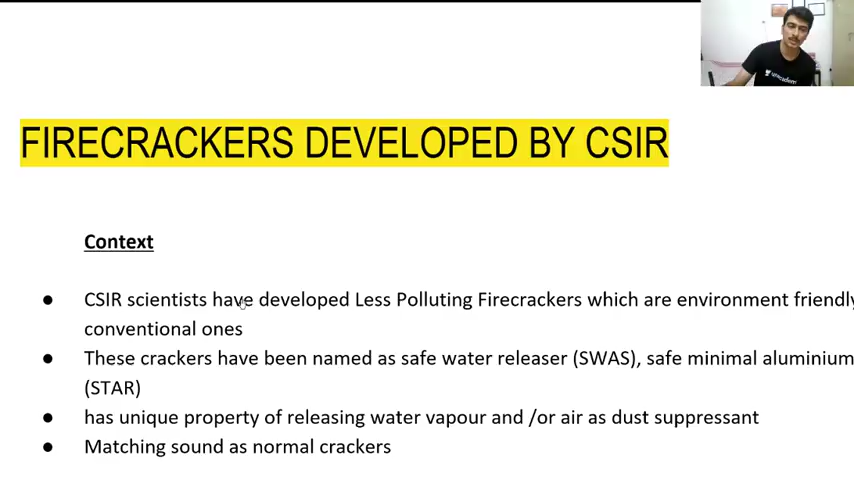 FIRECRACKERS DEVELOPED BY CSIR
Context
● CSIR scientists have developed Less Polluting Firecrackers which are environment friendly
conventional ones
● These crackers have been named as safe water releaser (SWAS), safe minimal aluminium
(STAR)
● has unique property of releasing water vapour and /or air as dust suppressant
● Matching sound as normal crackers